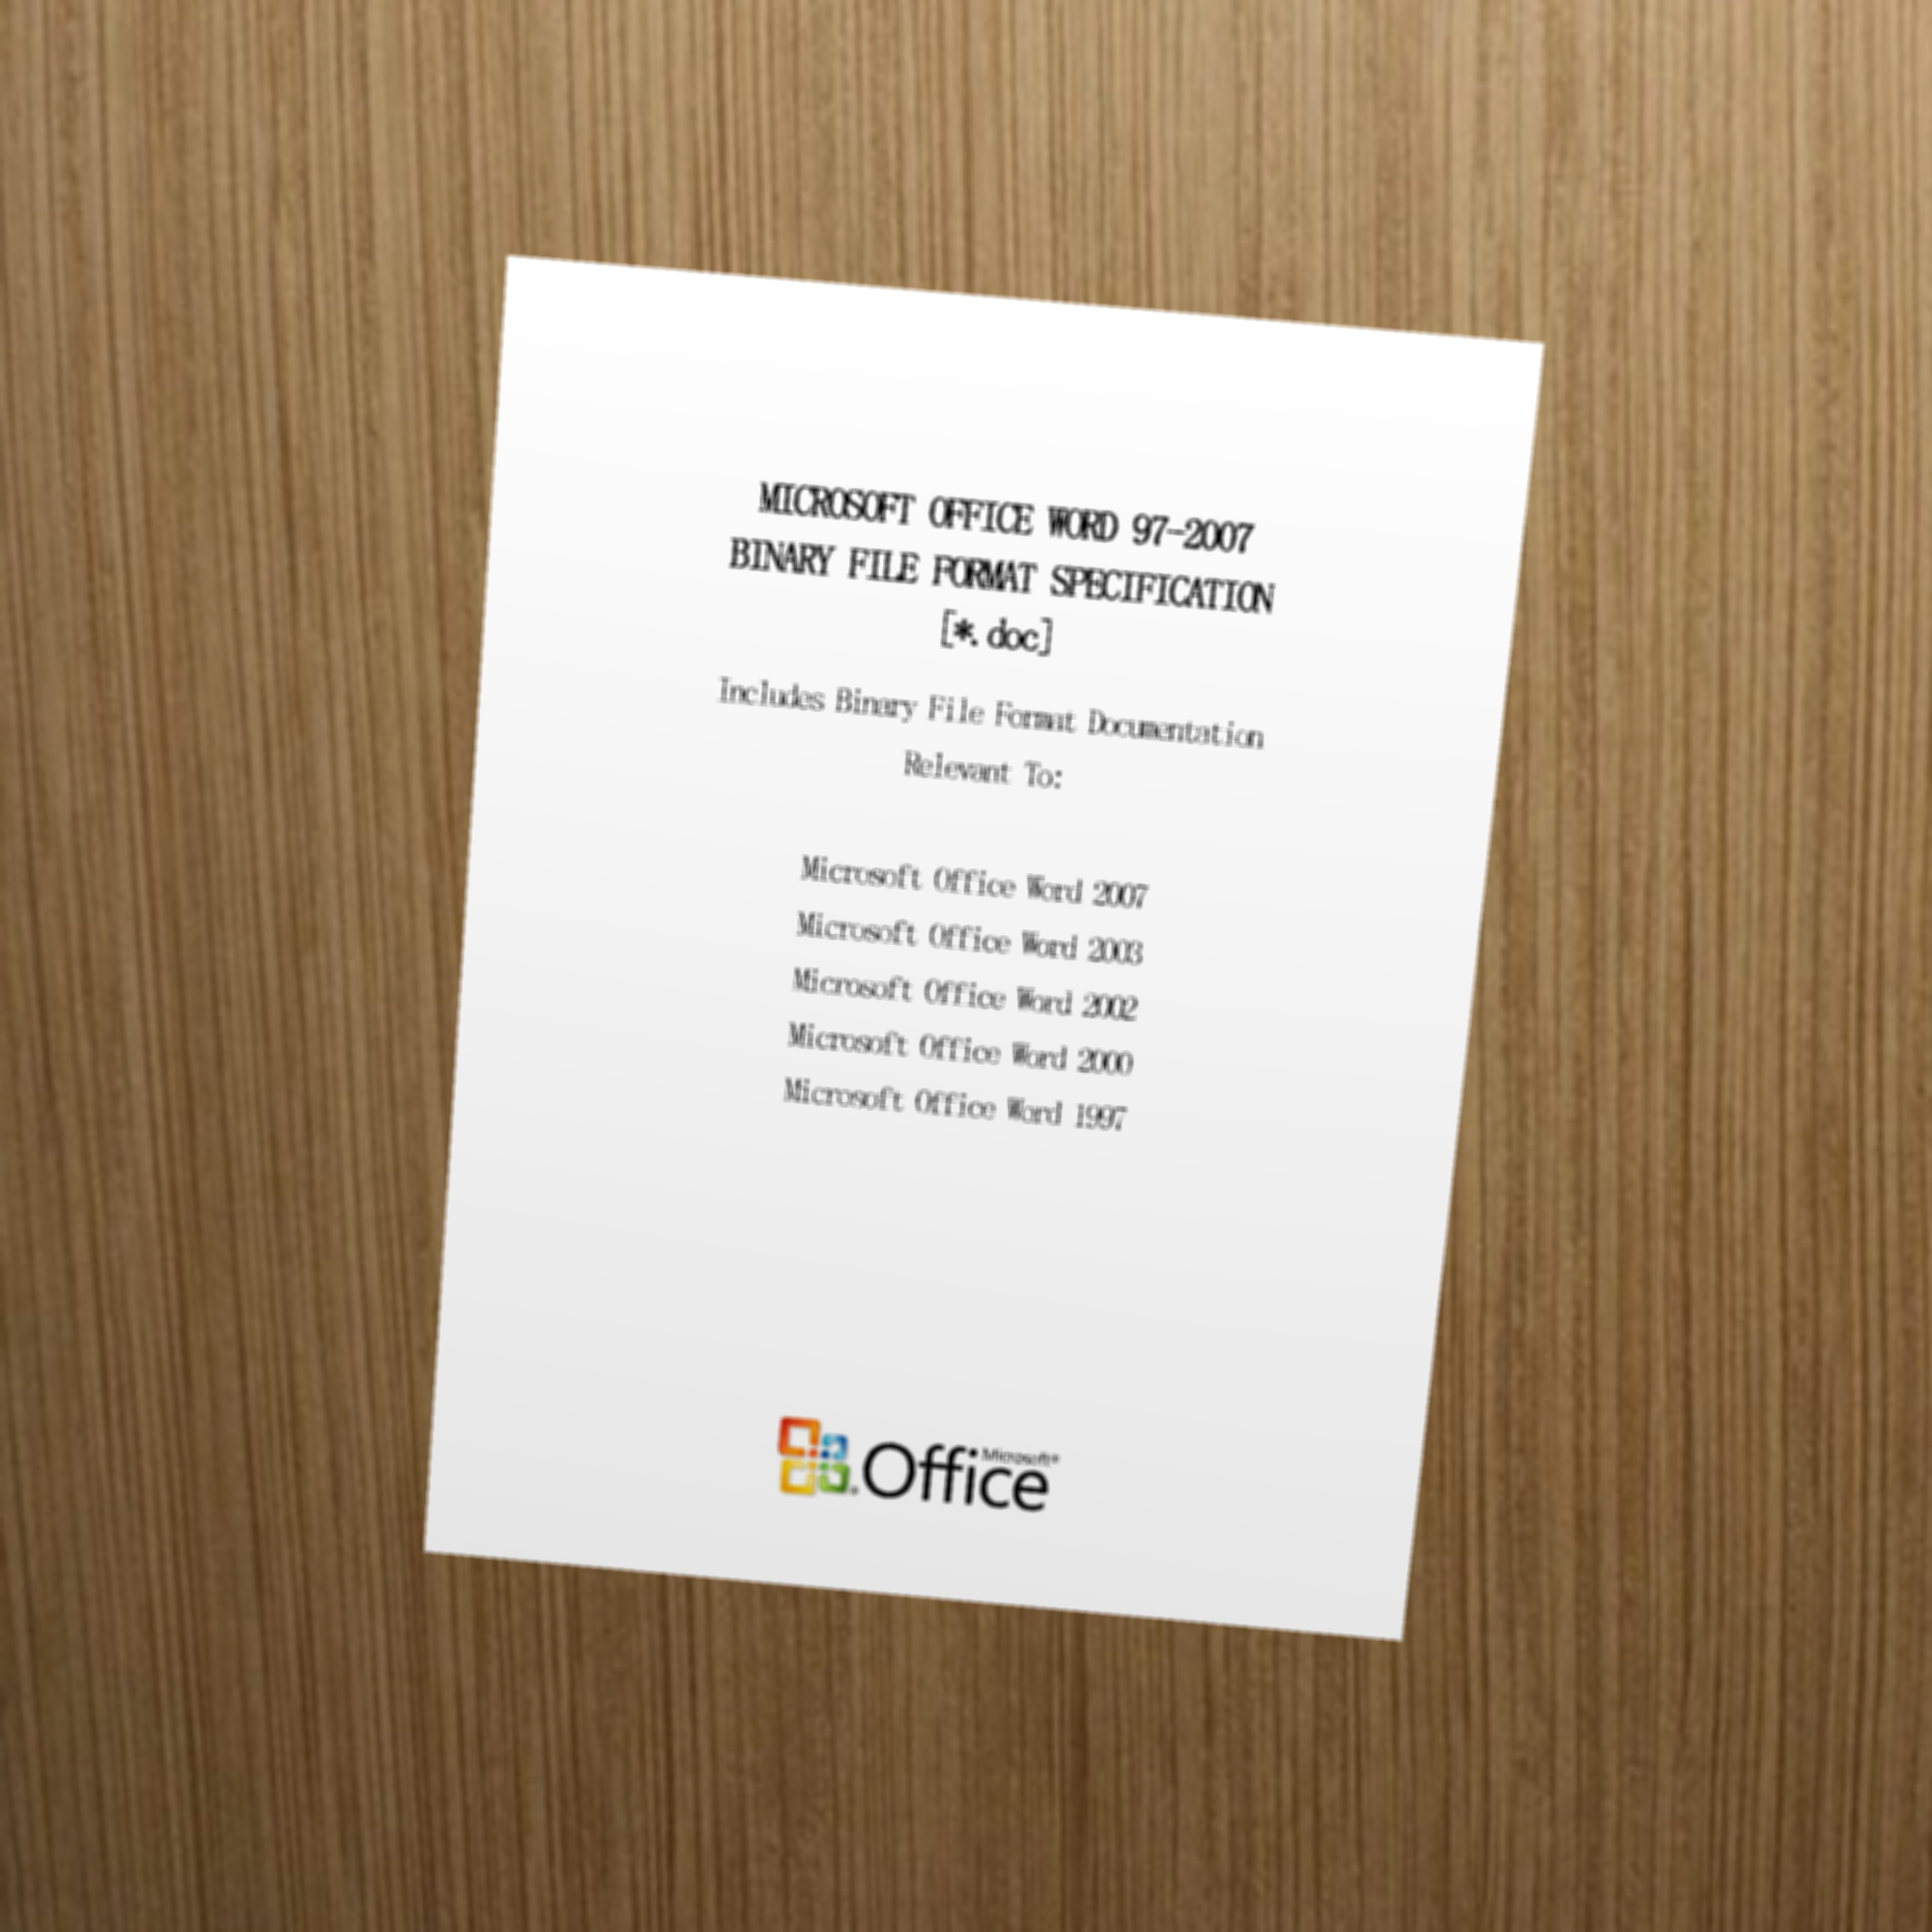 MICROSOFT OFFICE WORD 97-2007
BINARY FILE FORMAT SPECIFICATION
[*.doc]
Includes Binary File Format Documentation
Relevant To:
Microsoft Office Word 2007
Microsoft Office Word 2003
Microsoft Office Word 2002
Microsoft Office Word 2000
Microsoft Office Word 1997
Microsoft®
Office